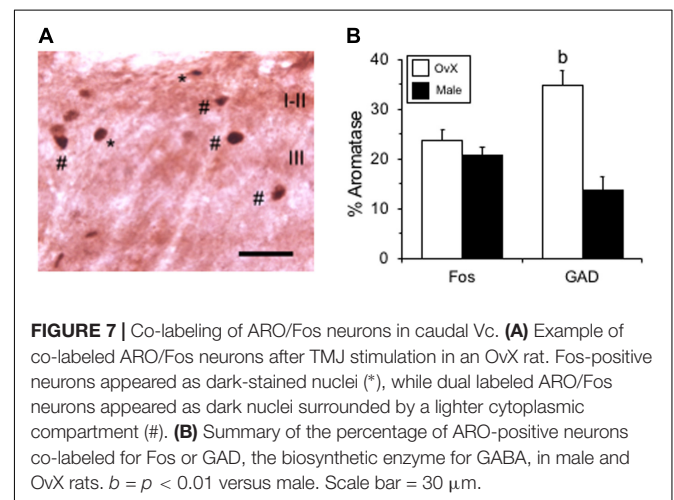 A
B
*
#
I-II
#
*
#
III
#
% Aromatase
40
30
20
10
0
OvX
Male
b
Fos
GAD
FIGURE 7 | Co-labeling of ARO/Fos neurons in caudal Vc. (A) Example of
co-labeled ARO/Fos neurons after TMJ stimulation in an OvX rat. Fos-positive
neurons appeared as dark-stained nuclei (*), while dual labeled ARO/Fos
neurons appeared as dark nuclei surrounded by a lighter cytoplasmic
compartment (#). (B) Summary of the percentage of ARO-positive neurons
co-labeled for Fos or GAD, the biosynthetic enzyme for GABA, in male and
OvX rats. b = p < 0.01 versus male. Scale bar = 30 μm.